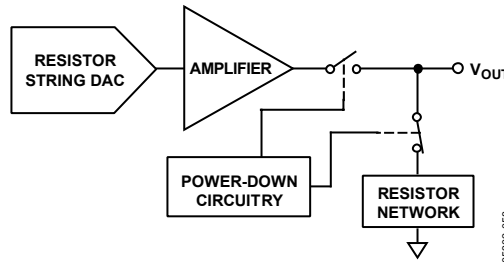 RESISTOR
STRING DAC
AMPLIFIER
VOUT
POWER-DOWN
CIRCUITRY
RESISTOR
NETWORK